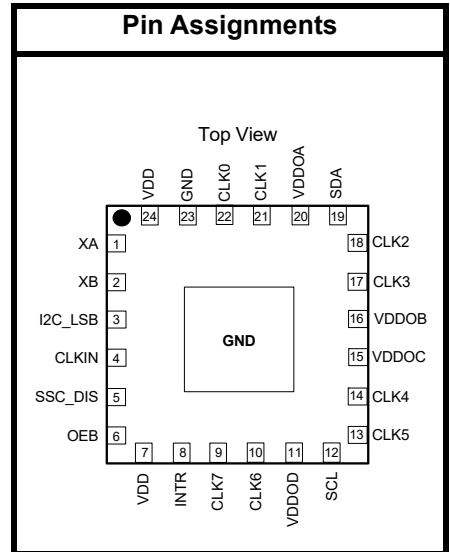 Pin Assignments
Top View
VDD GND CLK0 CLK1 VDDOA SDA
24 23 22 21 20 19
XA 1
XB 2
I2C_LSB 3
CLKIN 4
SSC_DIS 5
OEB 6
GND
18 CLK2
17 CLK3
16 VDDOB
15 VDDOC
14 CLK4
13 CLK5
7 8 9 10 11 12
VDD INTR CLK7 CLK6 VDDOD SCL